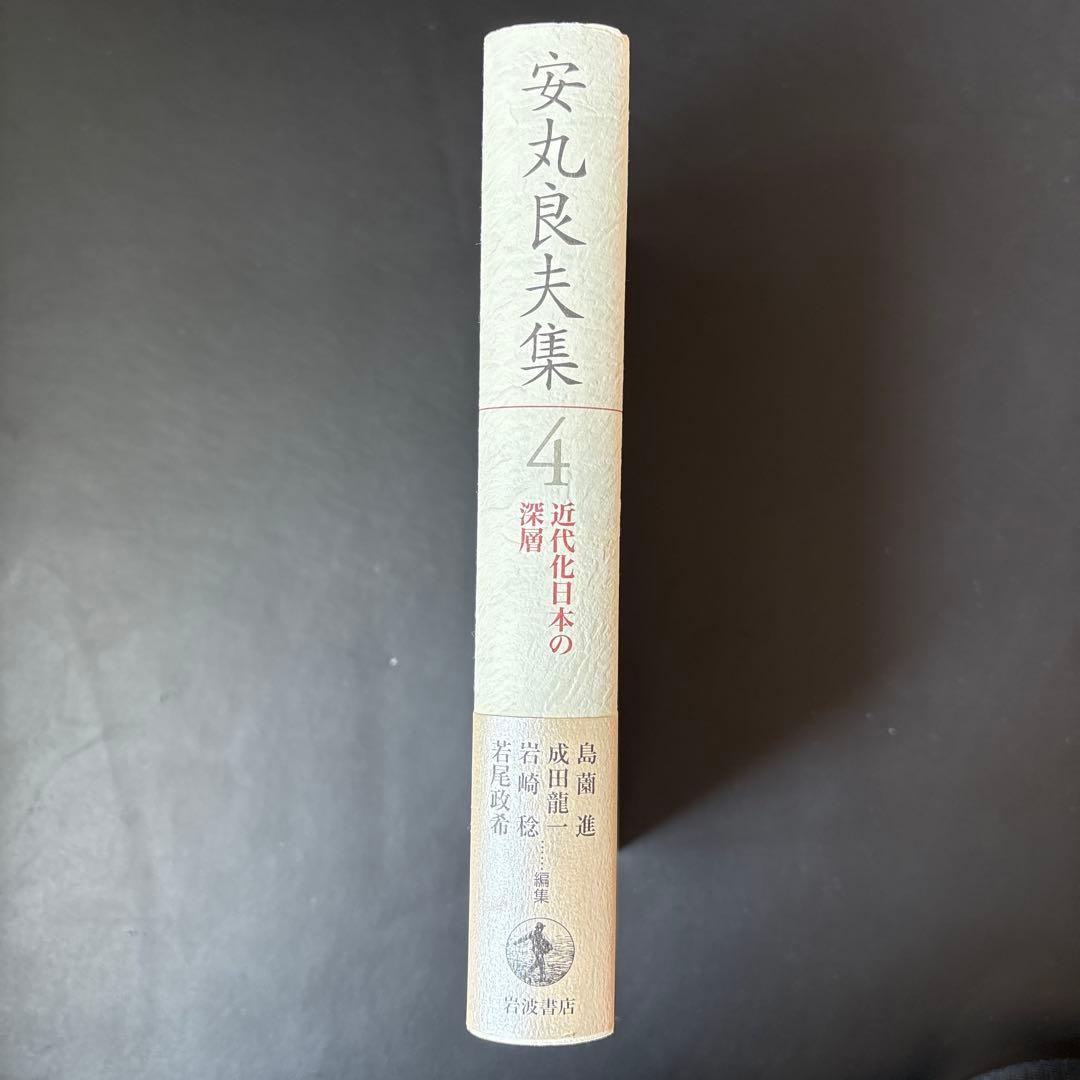 安丸良夫集
4
近代化日本の
深層
島薗 進
成田龍一
岩崎 稔
若尾政希
……編集
岩波書店